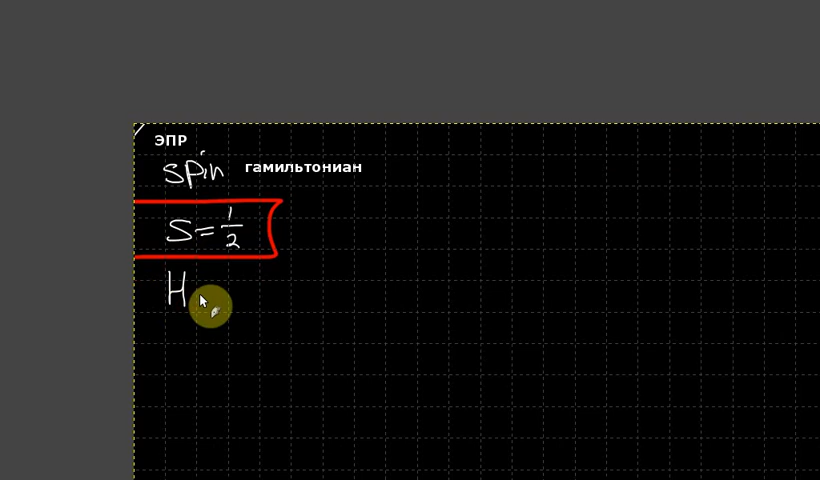 ЭПР
spin гамильтониан
S = 1/2
H